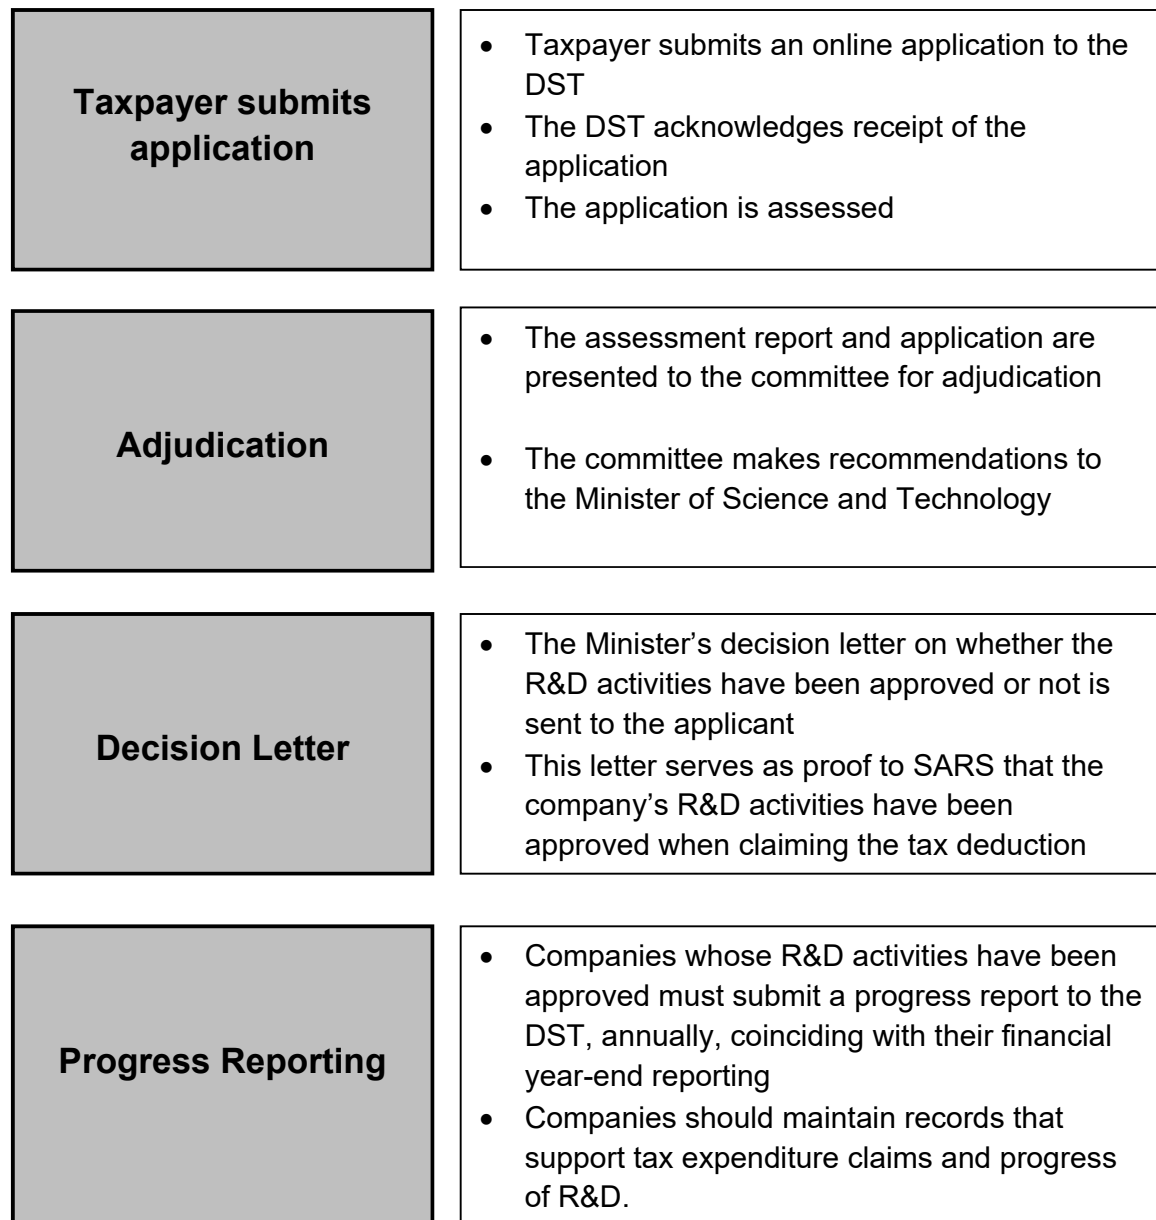 Taxpayer submits
application
• Taxpayer submits an online application to the
DST
• The DST acknowledges receipt of the
application
• The application is assessed
Adjudication
• The assessment report and application are
presented to the committee for adjudication
• The committee makes recommendations to
the Minister of Science and Technology
Decision Letter
• The Minister’s decision letter on whether the
R&D activities have been approved or not is
sent to the applicant
• This letter serves as proof to SARS that the
company’s R&D activities have been
approved when claiming the tax deduction
Progress Reporting
• Companies whose R&D activities have been
approved must submit a progress report to the
DST, annually, coinciding with their financial
year-end reporting
• Companies should maintain records that
support tax expenditure claims and progress
of R&D.